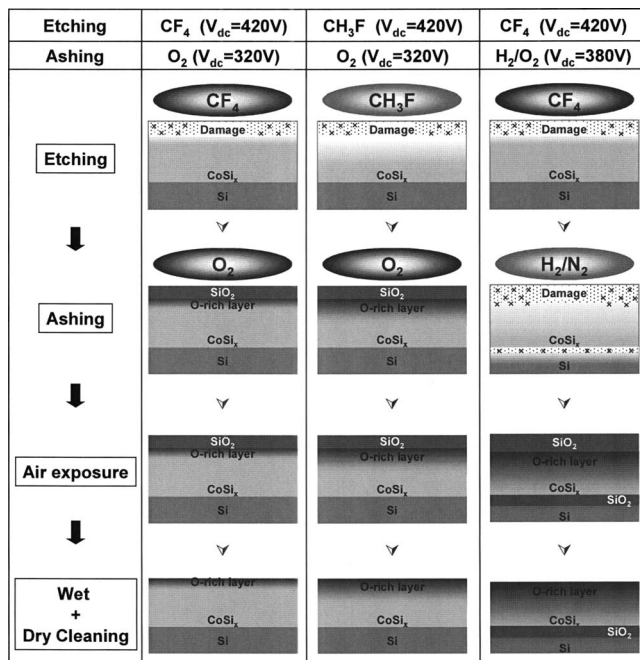 Etching CF4 (Vdc=420V) CH3F (Vdc=420V) CF4 (Vdc=420V)
Ashing O2 (Vdc=320V) O2 (Vdc=320V) H2/O2 (Vdc=380V)
CF4 CH3F CF4
Damage Damage Damage
Etching
CoSix CoSix CoSix
Si Si Si
O2 O2 H2/N2
SiO2 SiO2 Damage
O-rich layer O-rich layer
Ashing
CoSix CoSix CoSix
Si Si Si
SiO2 SiO2 SiO2
O-rich layer O-rich layer O-rich layer
Air exposure
CoSix CoSix CoSix
SiO2
Si Si Si
O-rich layer O-rich layer O-rich layer
Wet
+
Dry Cleaning
CoSix CoSix CoSix
SiO2
Si Si Si